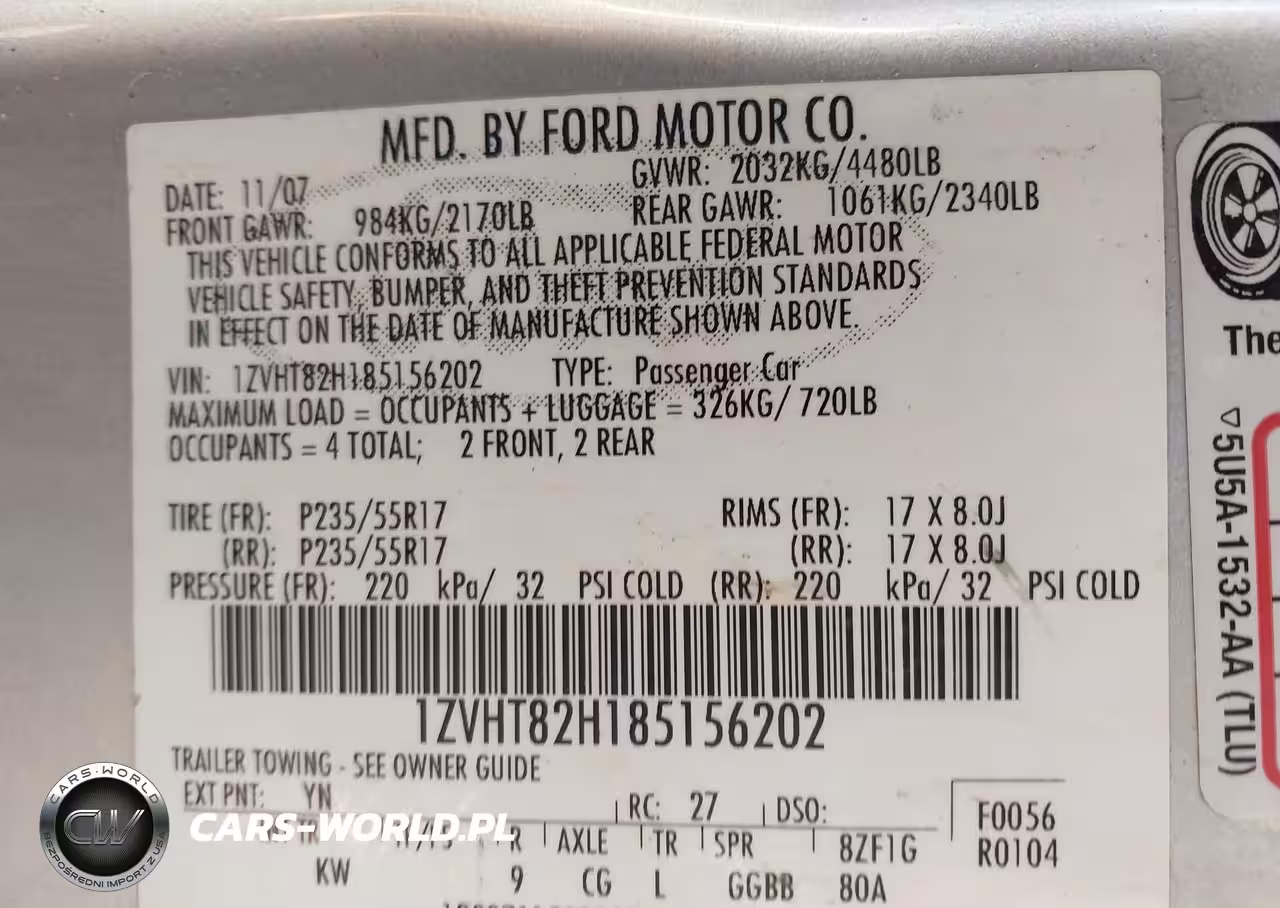 MFD. BY FORD MOTOR CO.
DATE: 11/07 GVWR: 2032KG/4480LB
FRONT GAWR: 984KG/2170LB REAR GAWR: 1061KG/2340LB
THIS VEHICLE CONFORMS TO ALL APPLICABLE FEDERAL MOTOR
VEHICLE SAFETY, BUMPER, AND THEFT PREVENTION STANDARDS
IN EFFECT ON THE DATE OF MANUFACTURE SHOWN ABOVE.
VIN: 1ZVHT82H185156202 TYPE: Passenger Car
MAXIMUM LOAD = OCCUPANTS + LUGGAGE = 326KG/ 720LB
OCCUPANTS = 4 TOTAL; 2 FRONT, 2 REAR
TIRE (FR): P235/55R17 RIMS (FR): 17 X 8.0J
(RR): P235/55R17 (RR): 17 X 8.0J
PRESSURE (FR): 220 kPa/ 32 PSI COLD (RR): 220 kPa/ 32 PSI COLD
1ZVHT82H185156202
TRAILER TOWING - SEE OWNER GUIDE
EXT PNT: YN RC: 27 DSO: F0056
AXLE TR SPR 8ZF1G R0104
KW 9 CG L GGBB 80A
The
5U5A-1532-AA (TLU)
CARS-WORLD
CW
BEZPOŚREDNI IMPORT Z USA
CARS-WORLD.PL